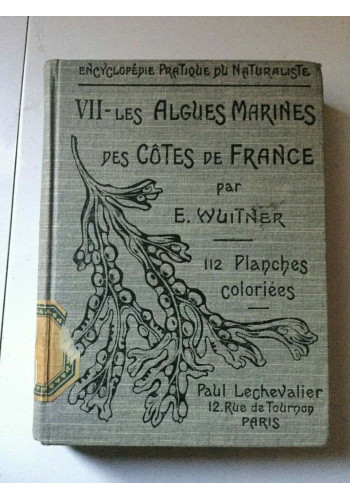 ENCYCLOPÉDIE PRATIQUE DU NATURALISTE
VII - LES ALGUES MARINES
DES CÔTES DE FRANCE
par
E. WUITNER
112 Planches
coloriées
Paul Lechevalier
12. Rue de Tournon
PARIS